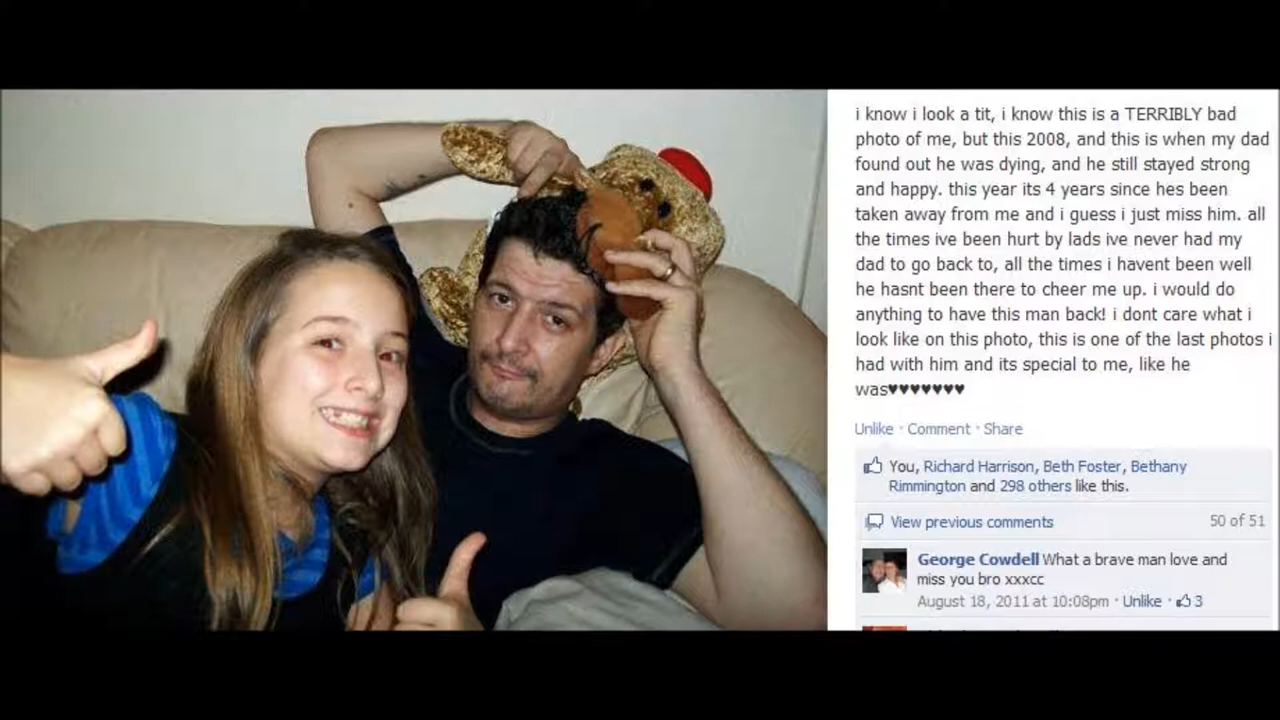 i know i look a tit, i know this is a TERRIBLY bad
photo of me, but this 2008, and this is when my dad
found out he was dying, and he still stayed strong
and happy. this year its 4 years since hes been
taken away from me and i guess i just miss him. all
the times ive been hurt by lads ive never had my
dad to go back to, all the times i havent been well
he hasnt been there to cheer me up. i would do
anything to have this man back! i dont care what i
look like on this photo, this is one of the last photos i
had with him and its special to me, like he
was♥♥♥♥♥♥♥
Unlike · Comment · Share
You, Richard Harrison, Beth Foster, Bethany
Rimmington and 298 others like this.
View previous comments 50 of 51
George Cowdell What a brave man love and
miss you bro xxxcc
August 18, 2011 at 10:08pm · Unlike · 3